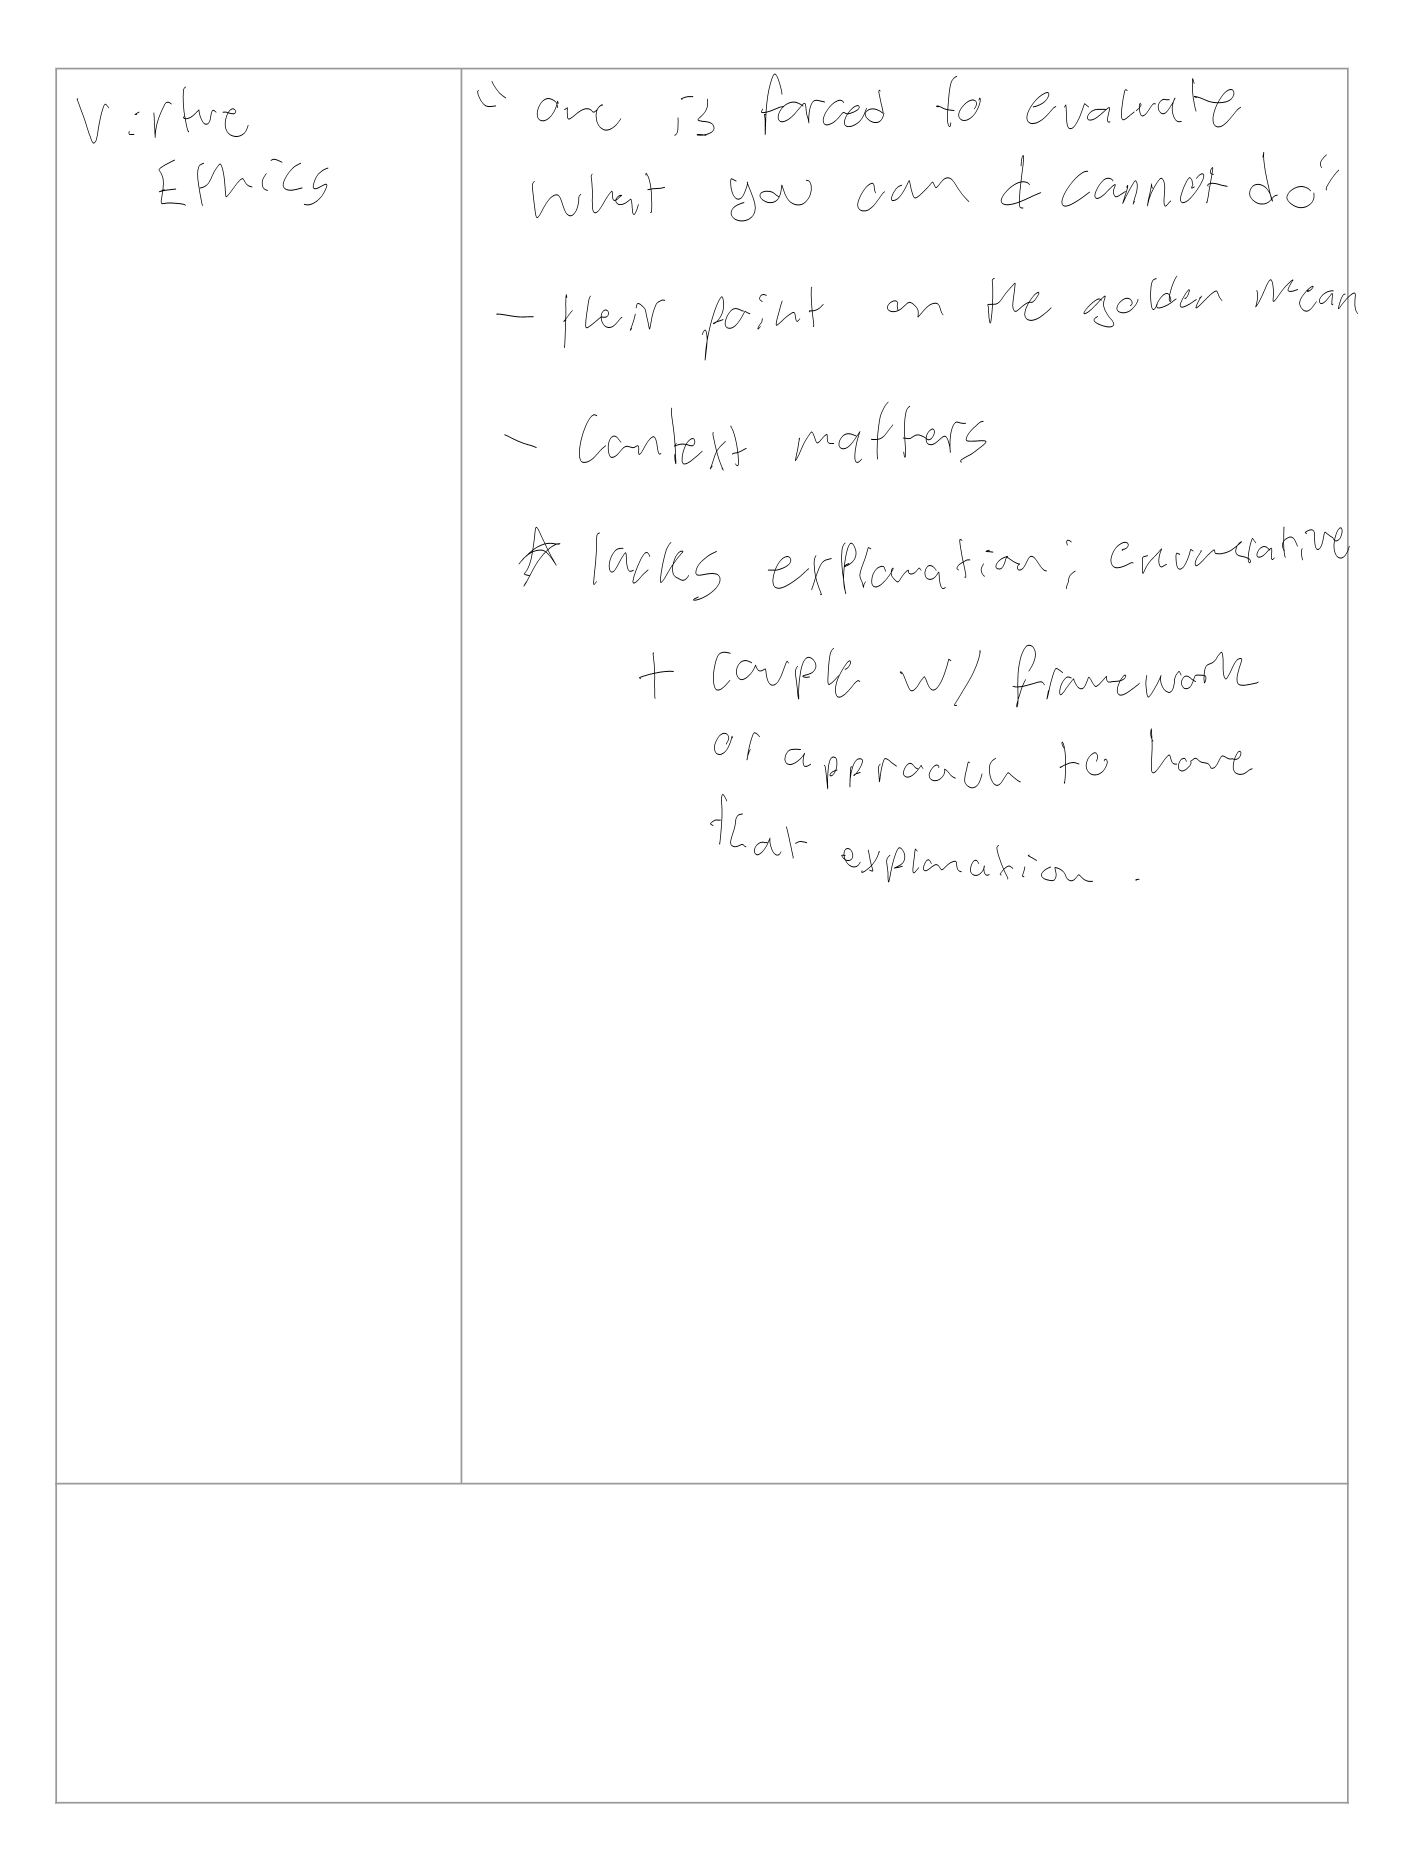 Virtue
Ethics
"one is forced to evaluate
what you can & cannot do"
- their point on the golden mean
- Context matters
☆ lacks explanation; enumerative
+ couple w/ framework
or approach to have
that explanation.